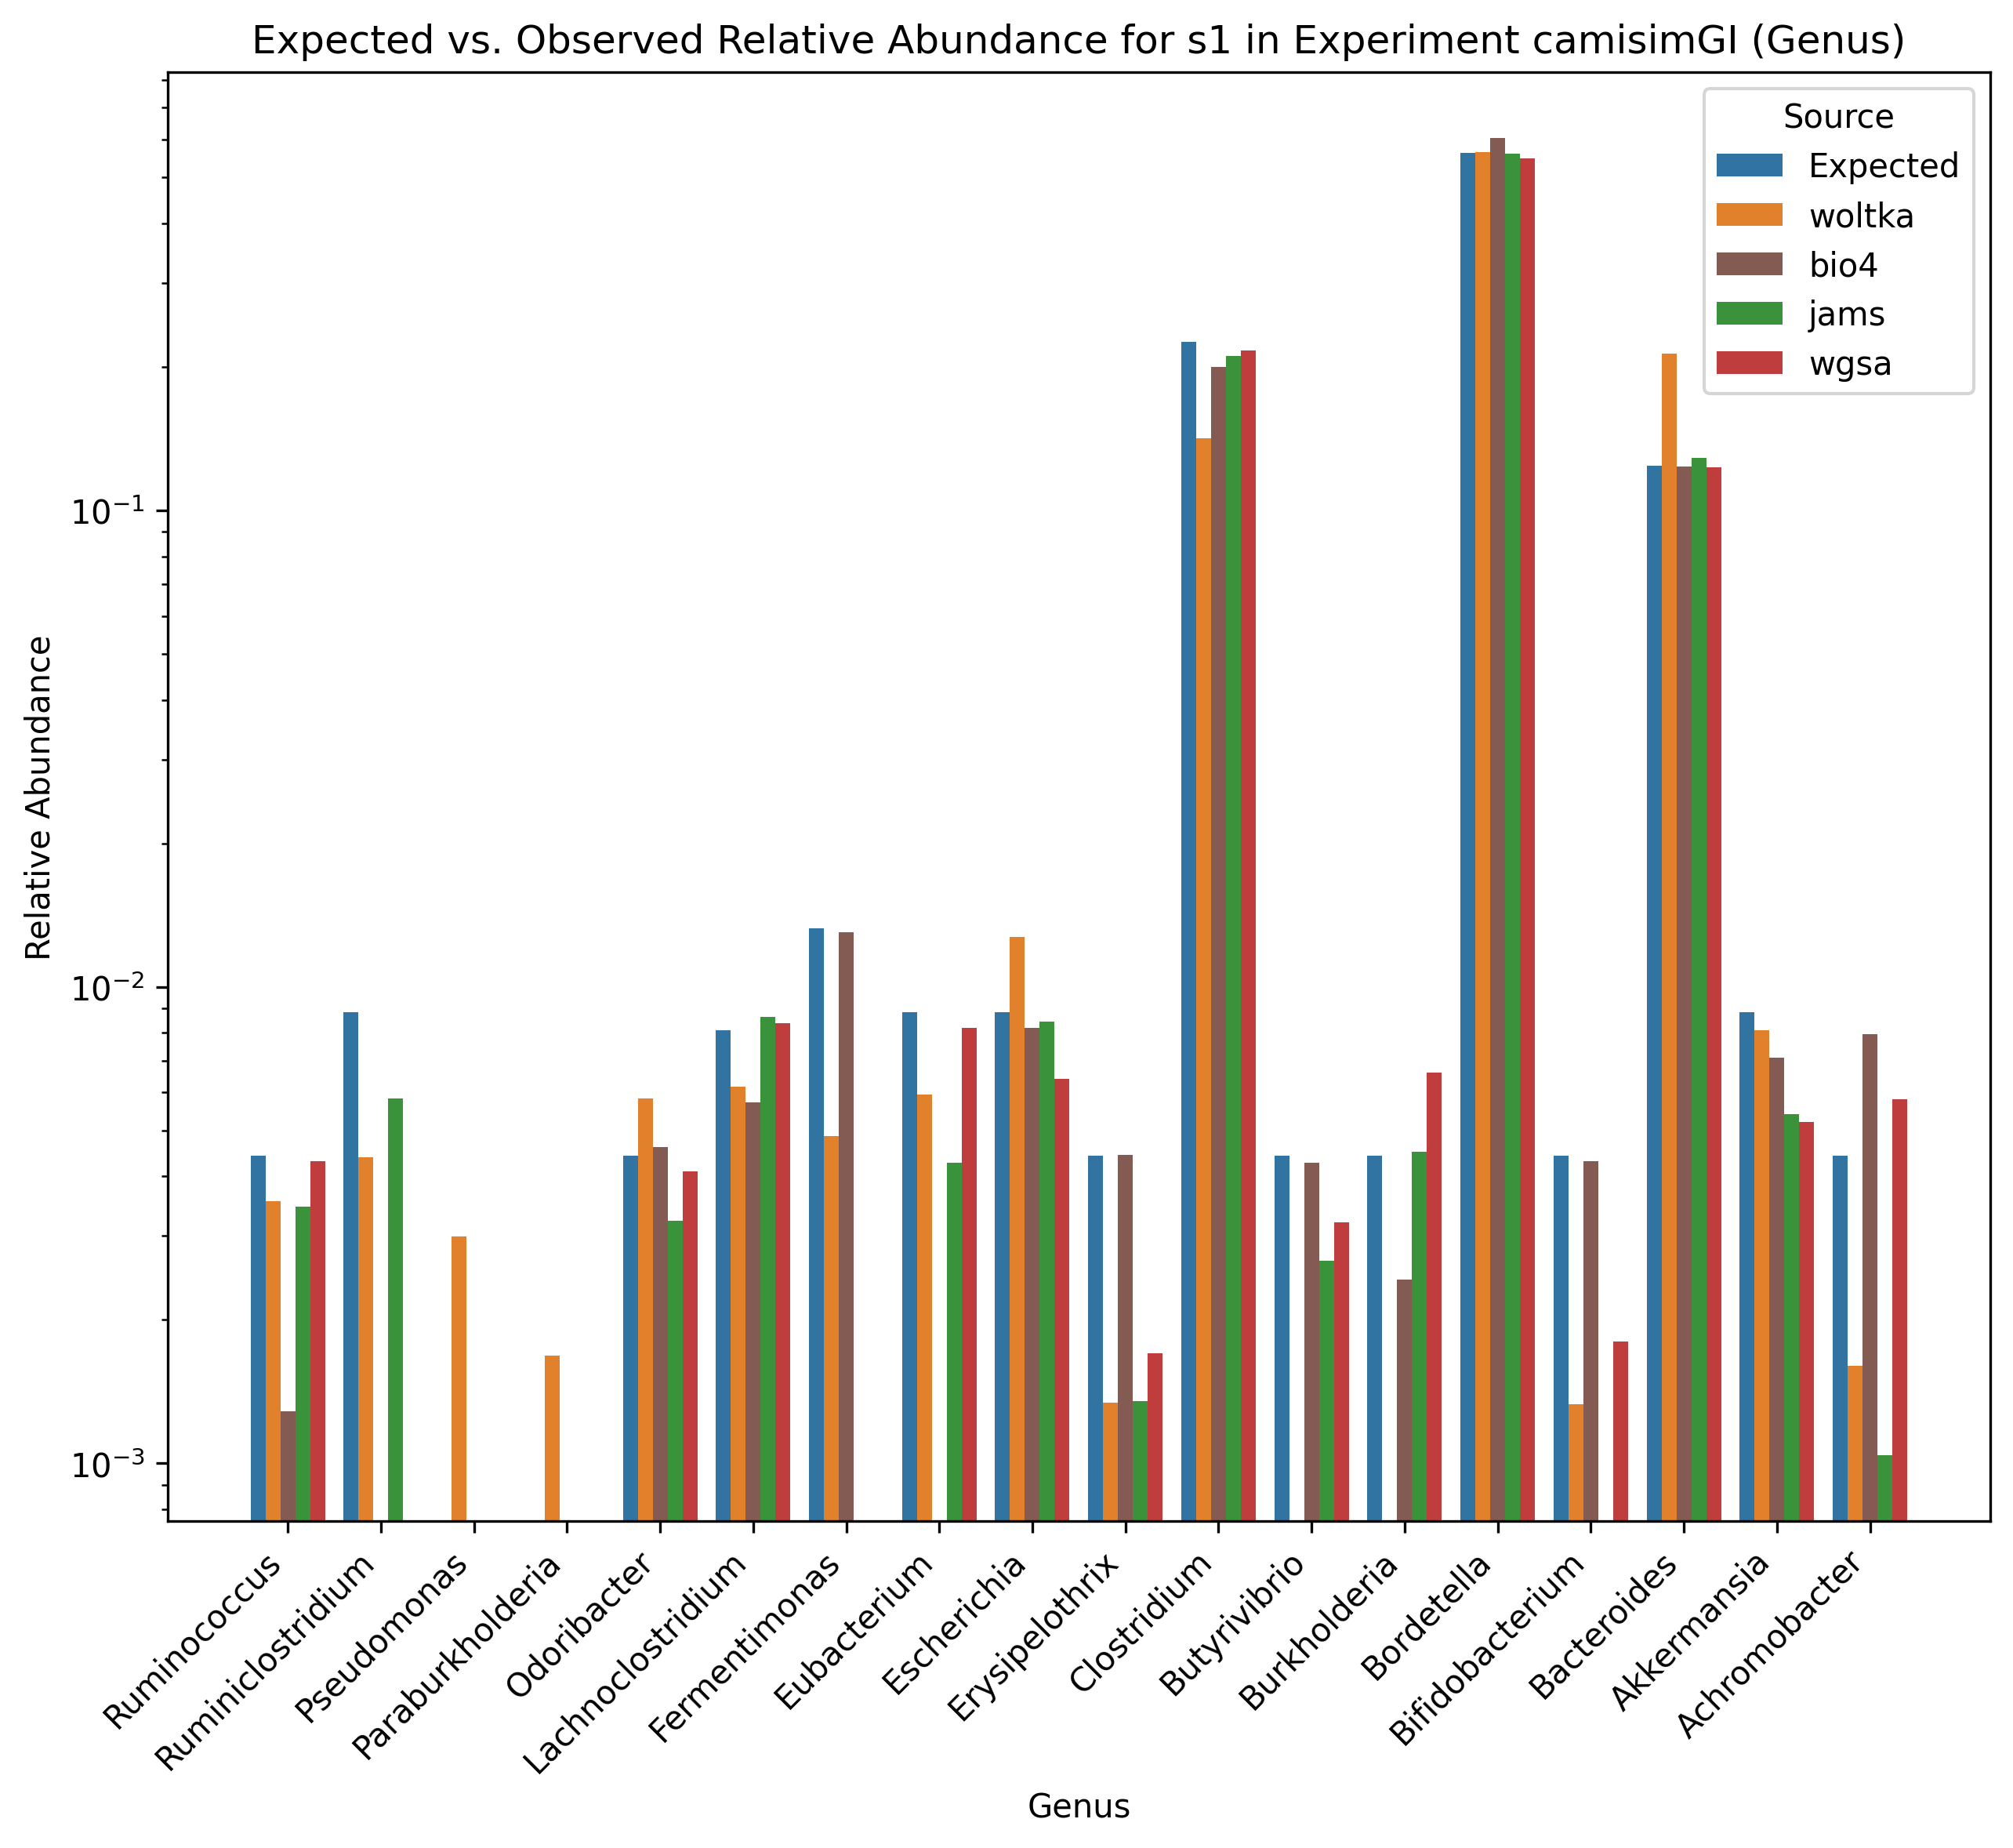 Expected vs. Observed Relative Abundance for s1 in Experiment camisimGI (Genus)
Source
Expected
woltka
bio4
jams
wgsa
Relative Abundance
10⁻¹
10⁻²
10⁻³
Ruminococcus
Ruminiclostridium
Pseudomonas
Paraburkholderia
Odoribacter
Lachnoclostridium
Fermentimonas
Eubacterium
Escherichia
Erysipelothrix
Clostridium
Butyrivibrio
Burkholderia
Bordetella
Bifidobacterium
Bacteroides
Akkermansia
Achromobacter
Genus